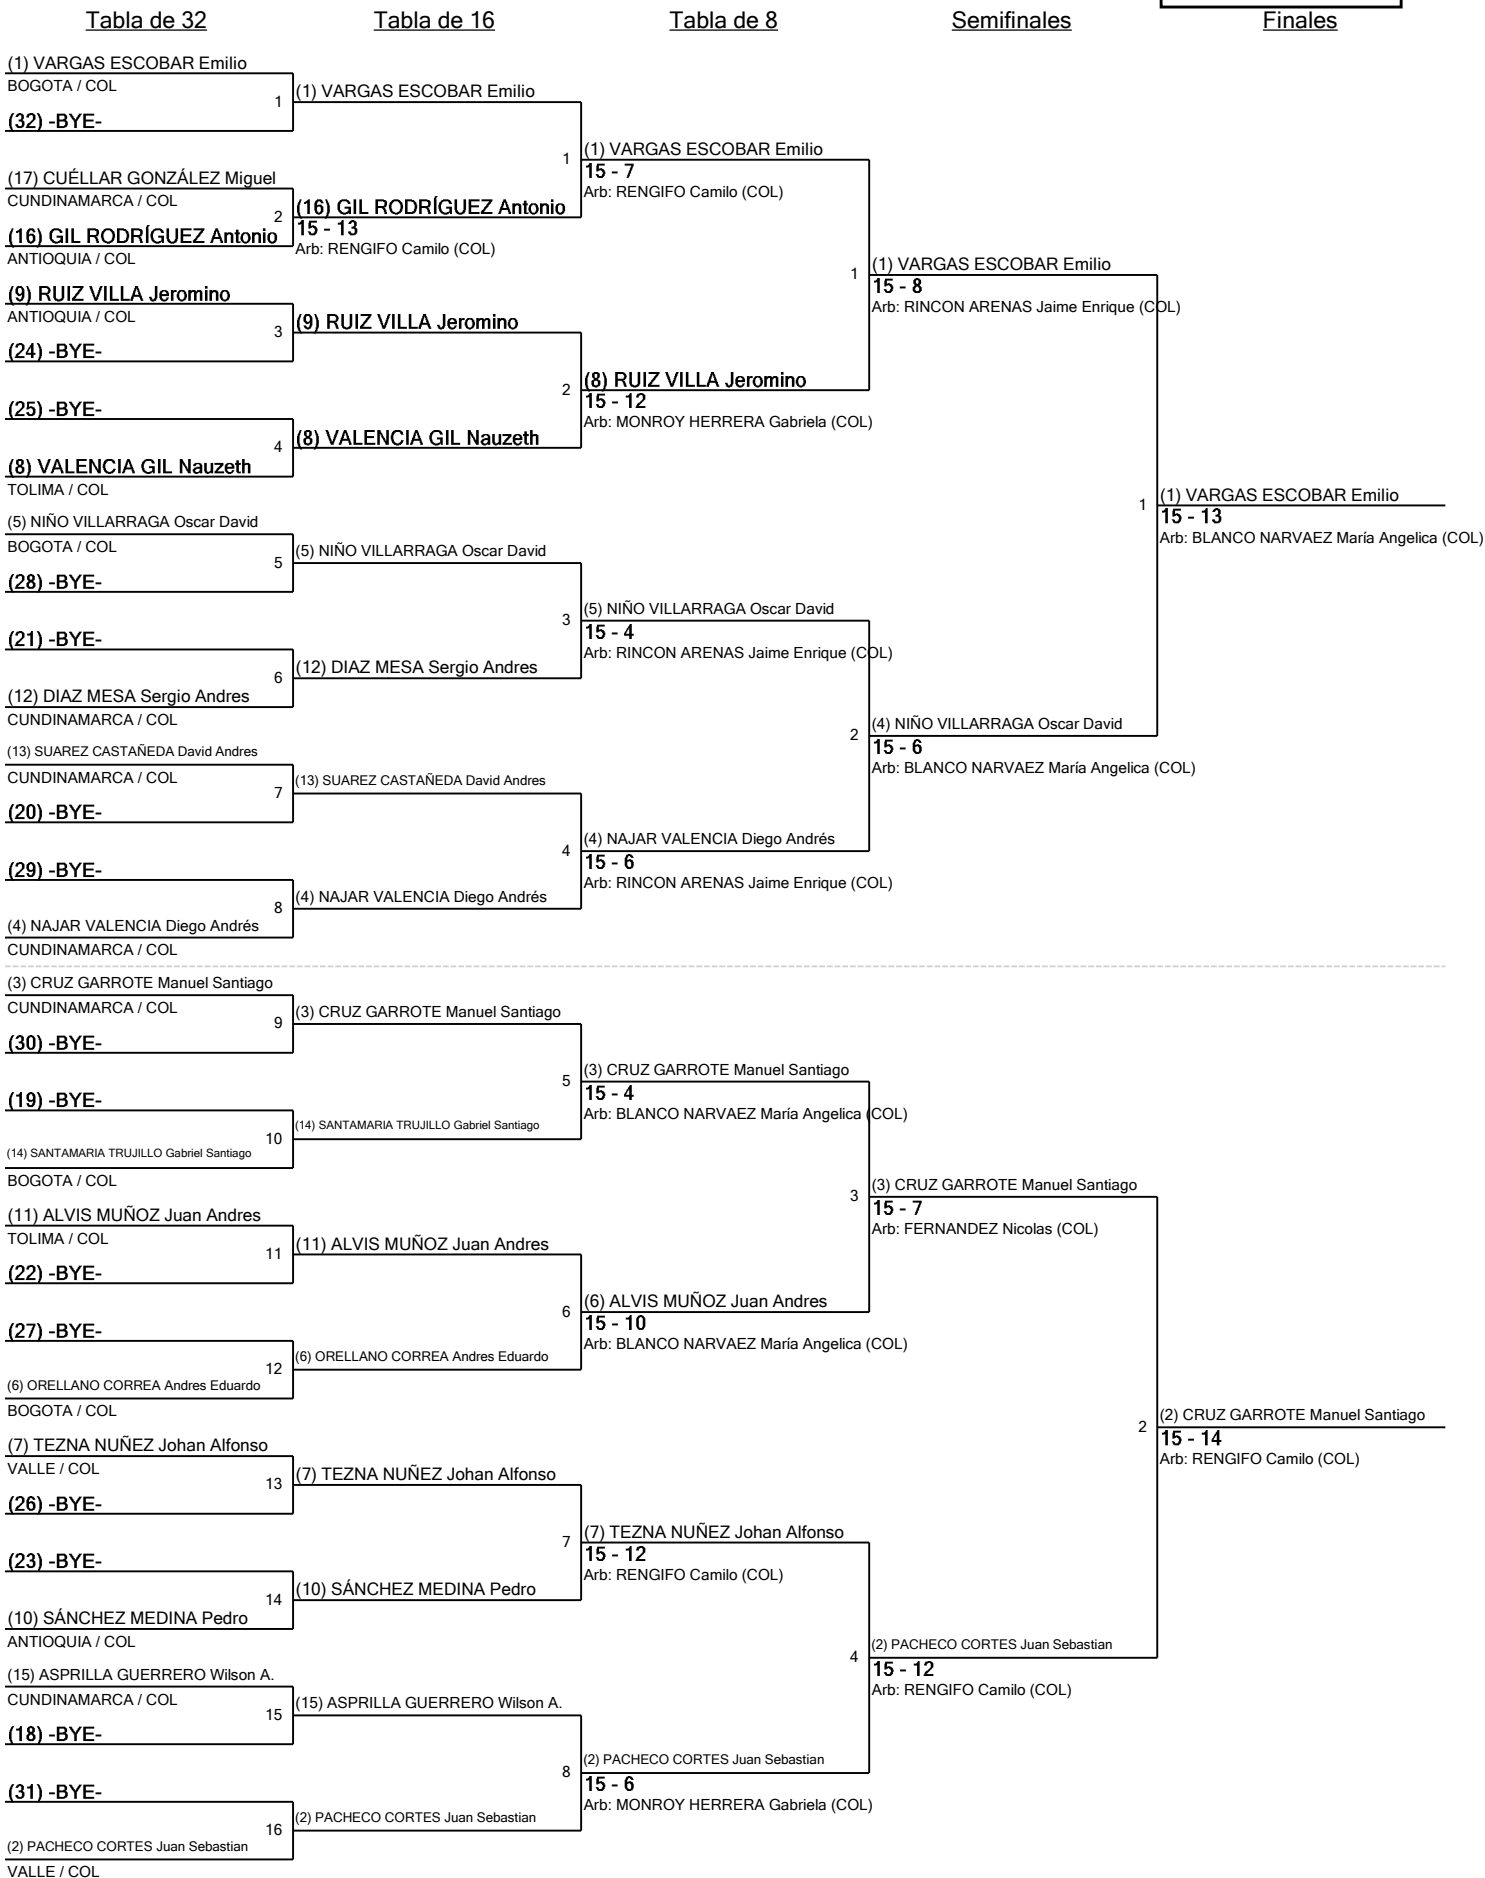 Tabla de 32
Tabla de 16
Tabla de 8
Semifinales
Finales
(1) VARGAS ESCOBAR Emilio
BOGOTA / COL
1
(32) -BYE-
(17) CUÉLLAR GONZÁLEZ Miguel
CUNDINAMARCA / COL
2
(16) GIL RODRÍGUEZ Antonio
ANTIOQUIA / COL
(9) RUIZ VILLA Jeromino
ANTIOQUIA / COL
3
(24) -BYE-
(25) -BYE-
4
(8) VALENCIA GIL Nauzeth
TOLIMA / COL
(5) NIÑO VILLARRAGA Oscar David
BOGOTA / COL
5
(28) -BYE-
(21) -BYE-
6
(12) DIAZ MESA Sergio Andres
CUNDINAMARCA / COL
(13) SUAREZ CASTAÑEDA David Andres
CUNDINAMARCA / COL
7
(20) -BYE-
(29) -BYE-
8
(4) NAJAR VALENCIA Diego Andrés
CUNDINAMARCA / COL
(3) CRUZ GARROTE Manuel Santiago
CUNDINAMARCA / COL
9
(30) -BYE-
(19) -BYE-
10
(14) SANTAMARIA TRUJILLO Gabriel Santiago
BOGOTA / COL
(11) ALVIS MUÑOZ Juan Andres
TOLIMA / COL
11
(22) -BYE-
(27) -BYE-
12
(6) ORELLANO CORREA Andres Eduardo
BOGOTA / COL
(7) TEZNA NUÑEZ Johan Alfonso
VALLE / COL
13
(26) -BYE-
(23) -BYE-
14
(10) SÁNCHEZ MEDINA Pedro
ANTIOQUIA / COL
(15) ASPRILLA GUERRERO Wilson A.
CUNDINAMARCA / COL
15
(18) -BYE-
(31) -BYE-
16
(2) PACHECO CORTES Juan Sebastian
VALLE / COL
(1) VARGAS ESCOBAR Emilio
1
(16) GIL RODRÍGUEZ Antonio
15 - 13
Arb: RENGIFO Camilo (COL)
(9) RUIZ VILLA Jeromino
2
(8) VALENCIA GIL Nauzeth
(5) NIÑO VILLARRAGA Oscar David
3
(12) DIAZ MESA Sergio Andres
(13) SUAREZ CASTAÑEDA David Andres
4
(4) NAJAR VALENCIA Diego Andrés
(3) CRUZ GARROTE Manuel Santiago
5
(14) SANTAMARIA TRUJILLO Gabriel Santiago
(11) ALVIS MUÑOZ Juan Andres
6
(6) ORELLANO CORREA Andres Eduardo
(7) TEZNA NUÑEZ Johan Alfonso
7
(10) SÁNCHEZ MEDINA Pedro
(15) ASPRILLA GUERRERO Wilson A.
8
(2) PACHECO CORTES Juan Sebastian
(1) VARGAS ESCOBAR Emilio
15 - 7
Arb: RENGIFO Camilo (COL)
1
(8) RUIZ VILLA Jeromino
15 - 12
Arb: MONROY HERRERA Gabriela (COL)
(5) NIÑO VILLARRAGA Oscar David
15 - 4
Arb: RINCON ARENAS Jaime Enrique (COL)
2
(4) NAJAR VALENCIA Diego Andrés
15 - 6
Arb: RINCON ARENAS Jaime Enrique (COL)
(3) CRUZ GARROTE Manuel Santiago
15 - 4
Arb: BLANCO NARVAEZ María Angelica (COL)
3
(6) ALVIS MUÑOZ Juan Andres
15 - 10
Arb: BLANCO NARVAEZ María Angelica (COL)
(7) TEZNA NUÑEZ Johan Alfonso
15 - 12
Arb: RENGIFO Camilo (COL)
4
(2) PACHECO CORTES Juan Sebastian
15 - 6
Arb: MONROY HERRERA Gabriela (COL)
(1) VARGAS ESCOBAR Emilio
15 - 8
Arb: RINCON ARENAS Jaime Enrique (COL)
1
(4) NIÑO VILLARRAGA Oscar David
15 - 6
Arb: BLANCO NARVAEZ María Angelica (COL)
(3) CRUZ GARROTE Manuel Santiago
15 - 7
Arb: FERNANDEZ Nicolas (COL)
2
(2) PACHECO CORTES Juan Sebastian
15 - 12
Arb: RENGIFO Camilo (COL)
(1) VARGAS ESCOBAR Emilio
15 - 13
Arb: BLANCO NARVAEZ María Angelica (COL)
(2) CRUZ GARROTE Manuel Santiago
15 - 14
Arb: RENGIFO Camilo (COL)